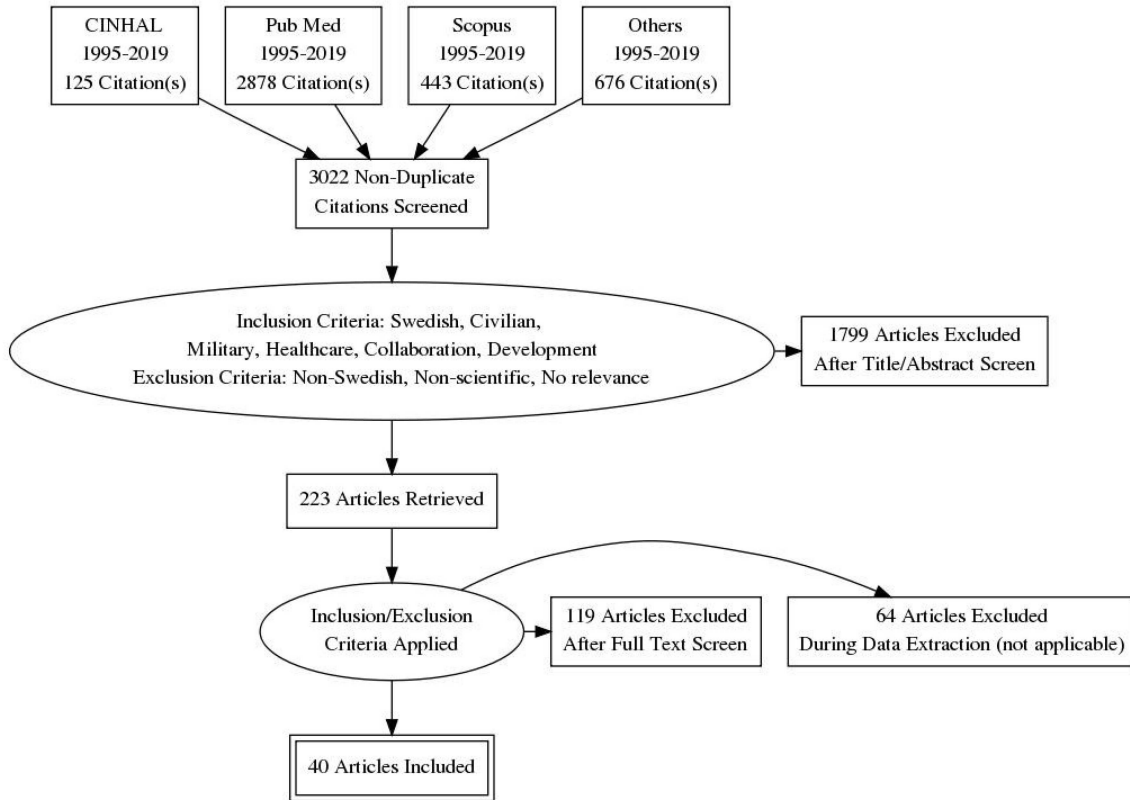 CINHAL
1995-2019
125 Citation(s)
Pub Med
1995-2019
2878 Citation(s)
Scopus
1995-2019
443 Citation(s)
Others
1995-2019
676 Citation(s)
3022 Non-Duplicate
Citations Screened
Inclusion Criteria: Swedish, Civilian,
Military, Healthcare, Collaboration, Development
Exclusion Criteria: Non-Swedish, Non-scientific, No relevance
1799 Articles Excluded
After Title/Abstract Screen
223 Articles Retrieved
Inclusion/Exclusion
Criteria Applied
119 Articles Excluded
After Full Text Screen
64 Articles Excluded
During Data Extraction (not applicable)
40 Articles Included